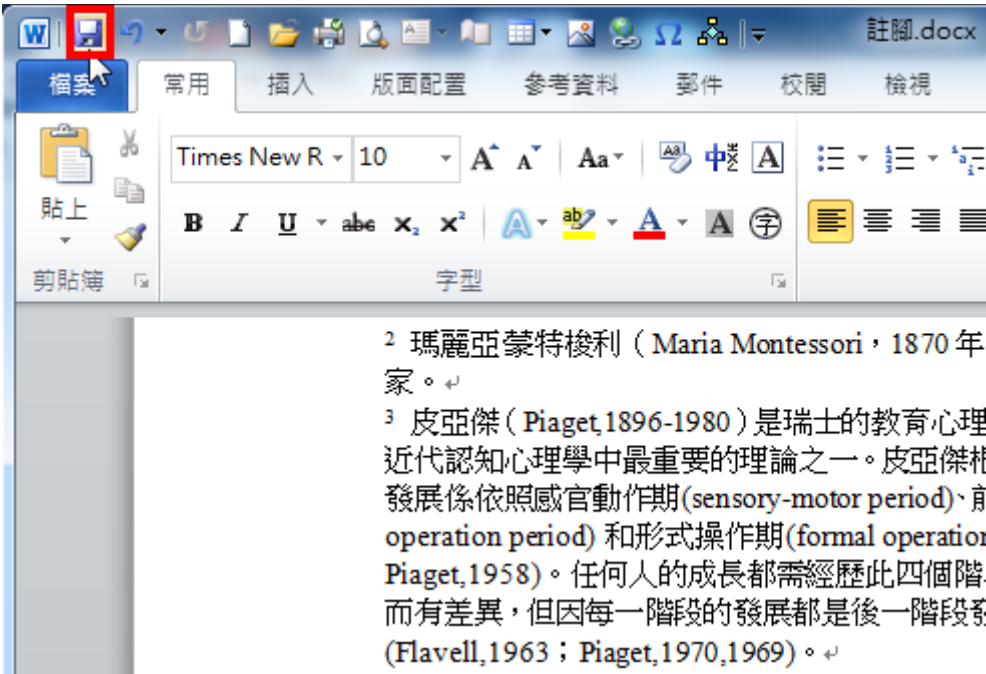 註腳.docx
檔案 常用 插入 版面配置 參考資料 郵件 校閱 檢視
Times New R 10 Aa
貼上
B I U abc x₂ x²
剪貼簿 字型
² 瑪麗亞蒙特梭利（Maria Montessori，1870 年
家。
³ 皮亞傑（Piaget,1896-1980）是瑞士的教育心理
近代認知心理學中最重要的理論之一。皮亞傑
發展係依照感官動作期(sensory-motor period)、前
operation period) 和形式操作期(formal operation
Piaget,1958)。任何人的成長都需經歷此四個階
而有差異，但因每一階段的發展都是後一階段發
(Flavell,1963；Piaget,1970,1969)。